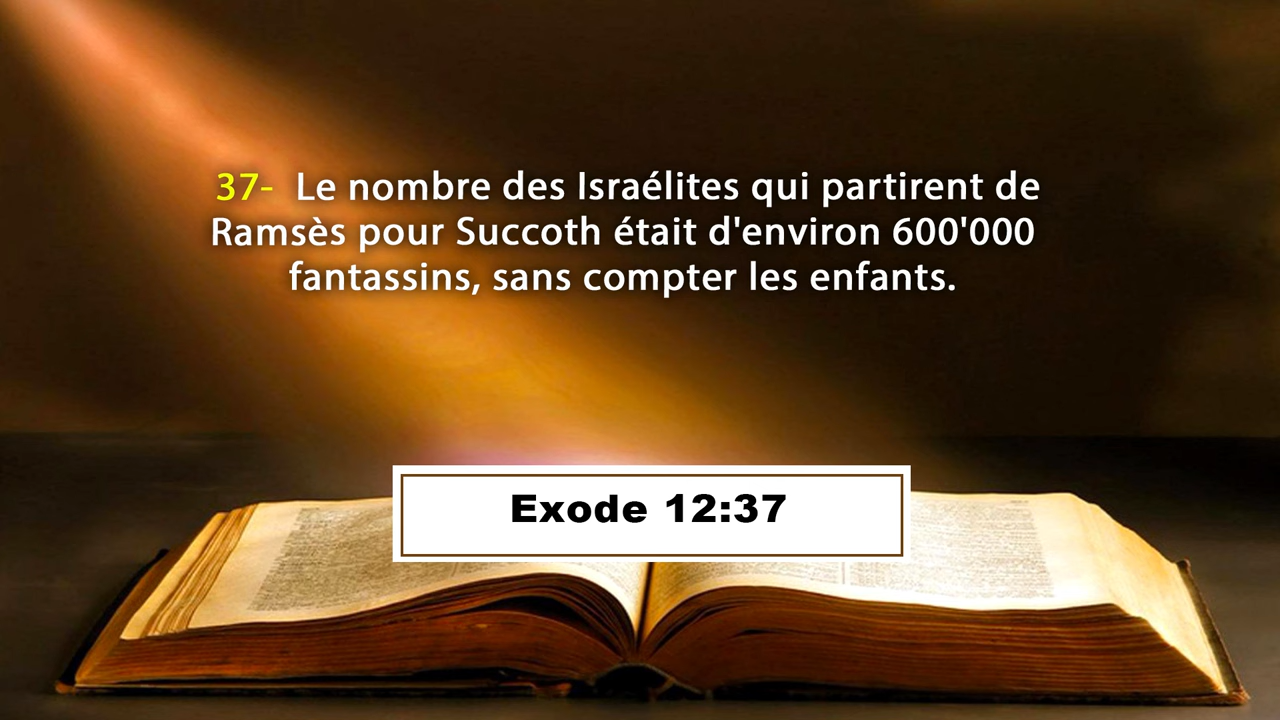 37- Le nombre des Israélites qui partirent de
Ramsès pour Succoth était d'environ 600'000
fantassins, sans compter les enfants.
Exode 12:37